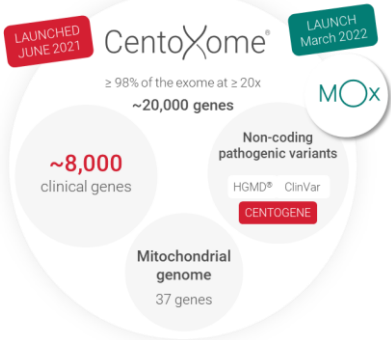 LAUNCHED
JUNE 2021
CentoXome®
LAUNCH
March 2022
≥ 98% of the exome at ≥ 20x
~20,000 genes
MOx
~8,000
clinical genes
Non-coding
pathogenic variants
HGMD® ClinVar
CENTOGENE
Mitochondrial
genome
37 genes